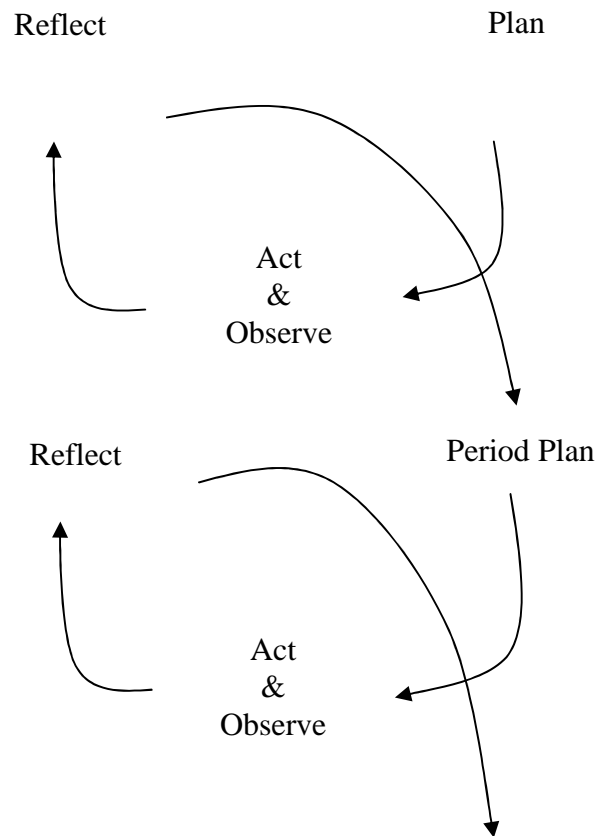 Reflect Plan
Act
&
Observe
Reflect Period Plan
Act
&
Observe